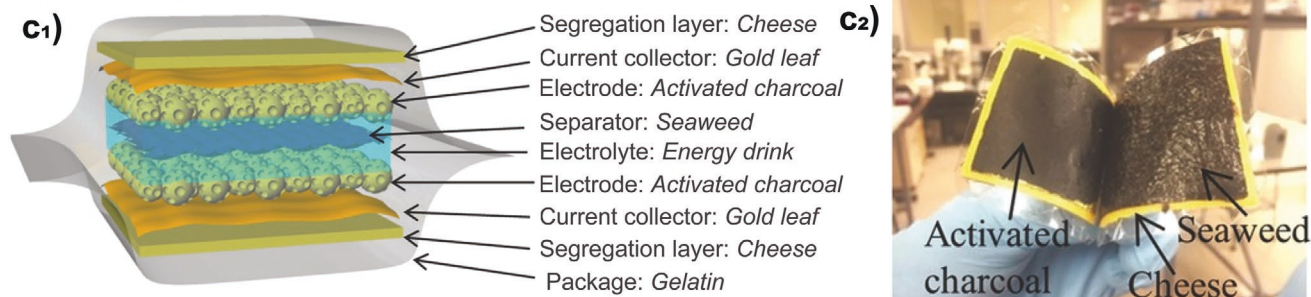 c₁)
Segregation layer: Cheese
Current collector: Gold leaf
Electrode: Activated charcoal
Separator: Seaweed
Electrolyte: Energy drink
Electrode: Activated charcoal
Current collector: Gold leaf
Segregation layer: Cheese
Package: Gelatin
c₂)
Activated
charcoal
Seaweed
Cheese